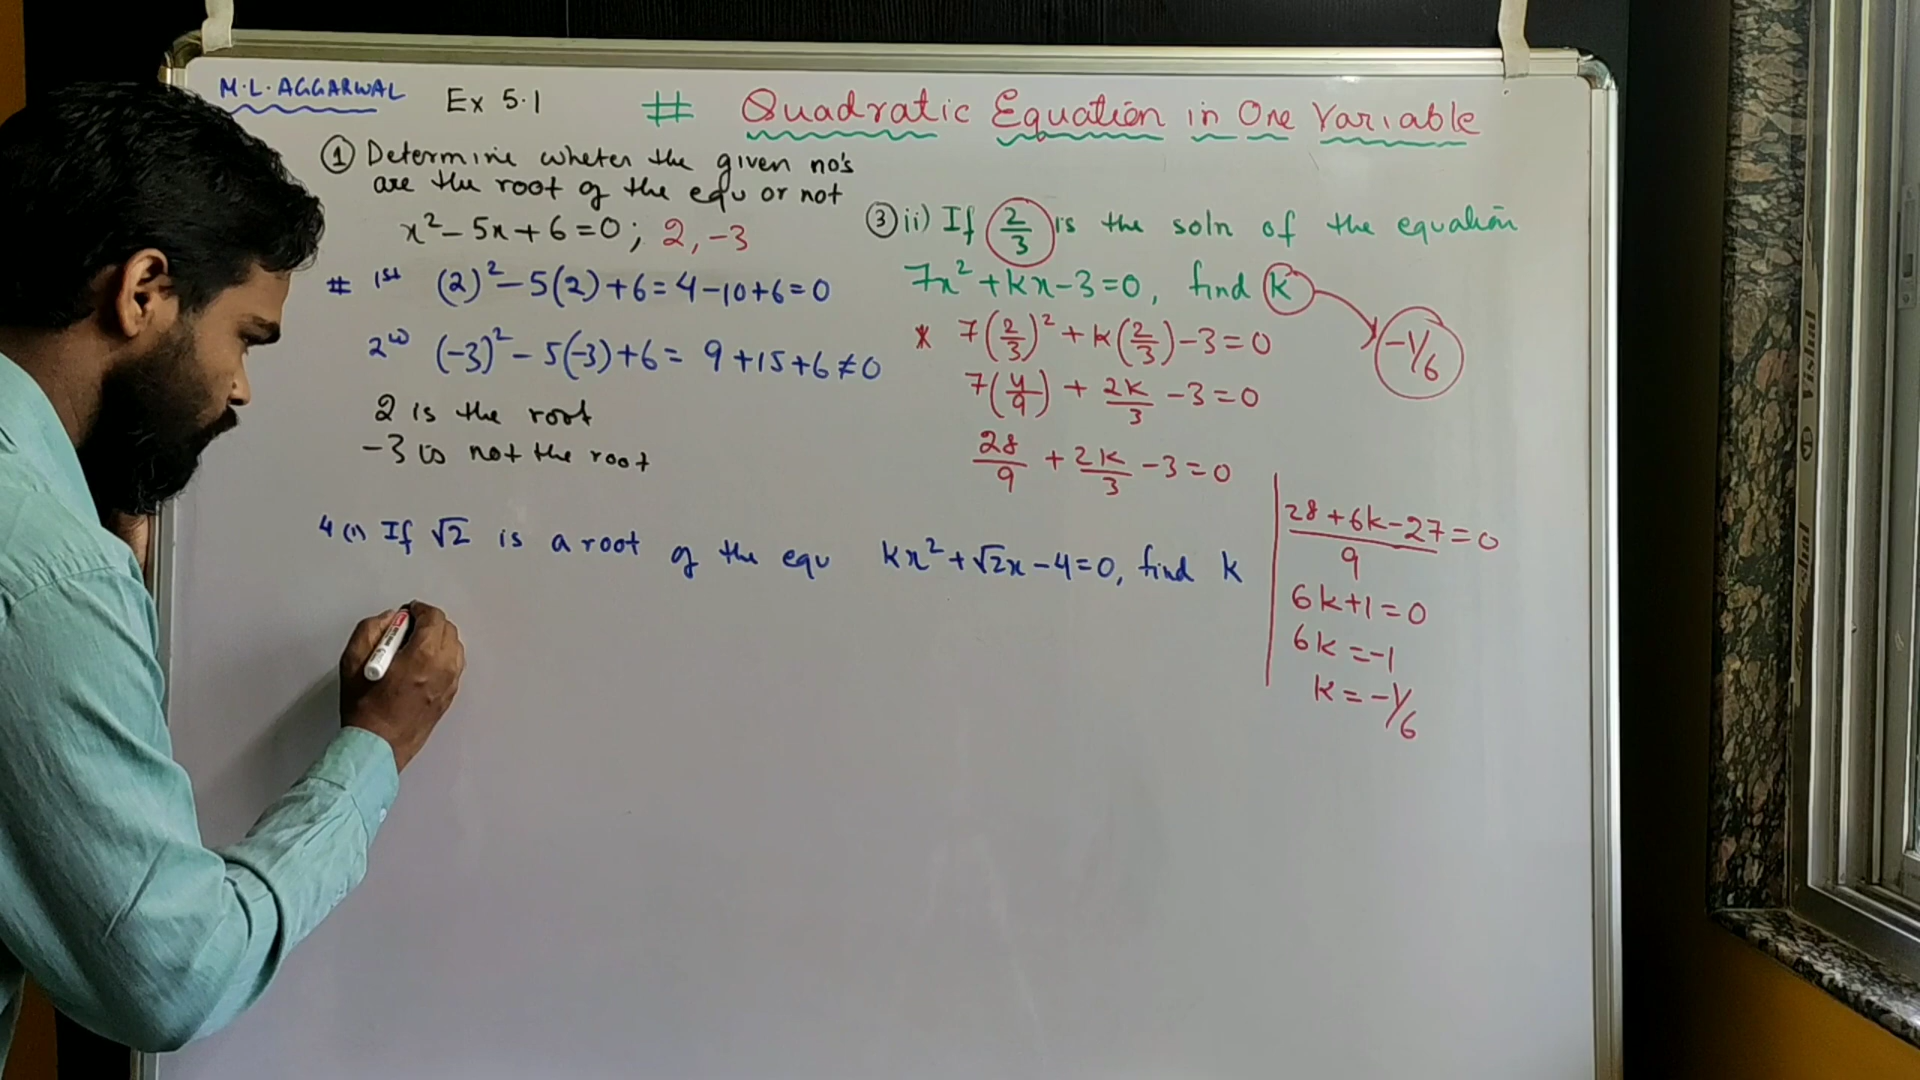 M.L.AGGARWAL Ex 5.1 # Quadratic Equation in One Variable
① Determine wheter the given no's
are the root of the equ or not
x²-5x+6=0; 2,-3
# 1st (2)²-5(2)+6=4-10+6=0
2nd (-3)²-5(-3)+6= 9+15+6≠0
2 is the root
-3 is not the root
③ii) If 2/3 is the soln of the equation
7x²+kx-3=0, find k
-1/6
* 7(2/3)²+k(2/3)-3=0
7(4/9)+2k/3-3=0
28/9+2k/3-3=0
28+6k-27/9=0
6k+1=0
6k=-1
k=-1/6
4(i) If √2 is a root of the equ kx²+√2x-4=0, find k
Vishal